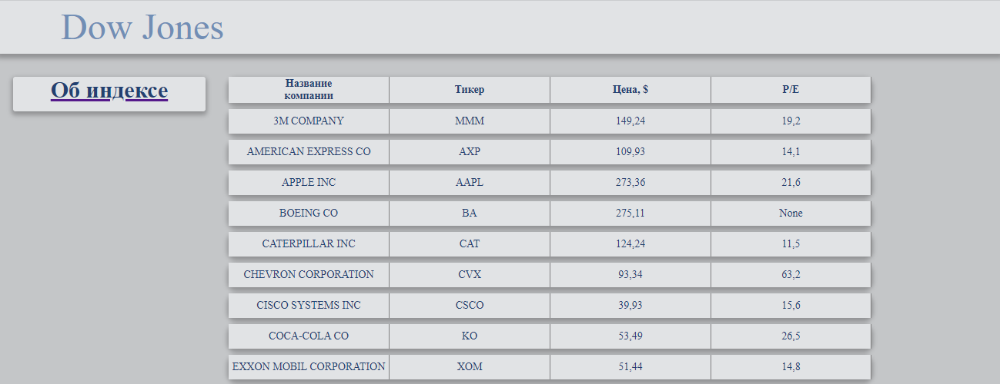 Dow Jones
Об индексе
Название
компании
Тикер
Цена, $
P/E
3M COMPANY MMM 149,24 19,2
AMERICAN EXPRESS CO AXP 109,93 14,1
APPLE INC AAPL 273,36 21,6
BOEING CO BA 275,11 None
CATERPILLAR INC CAT 124,24 11,5
CHEVRON CORPORATION CVX 93,34 63,2
CISCO SYSTEMS INC CSCO 39,93 15,6
COCA-COLA CO KO 53,49 26,5
EXXON MOBIL CORPORATION XOM 51,44 14,8